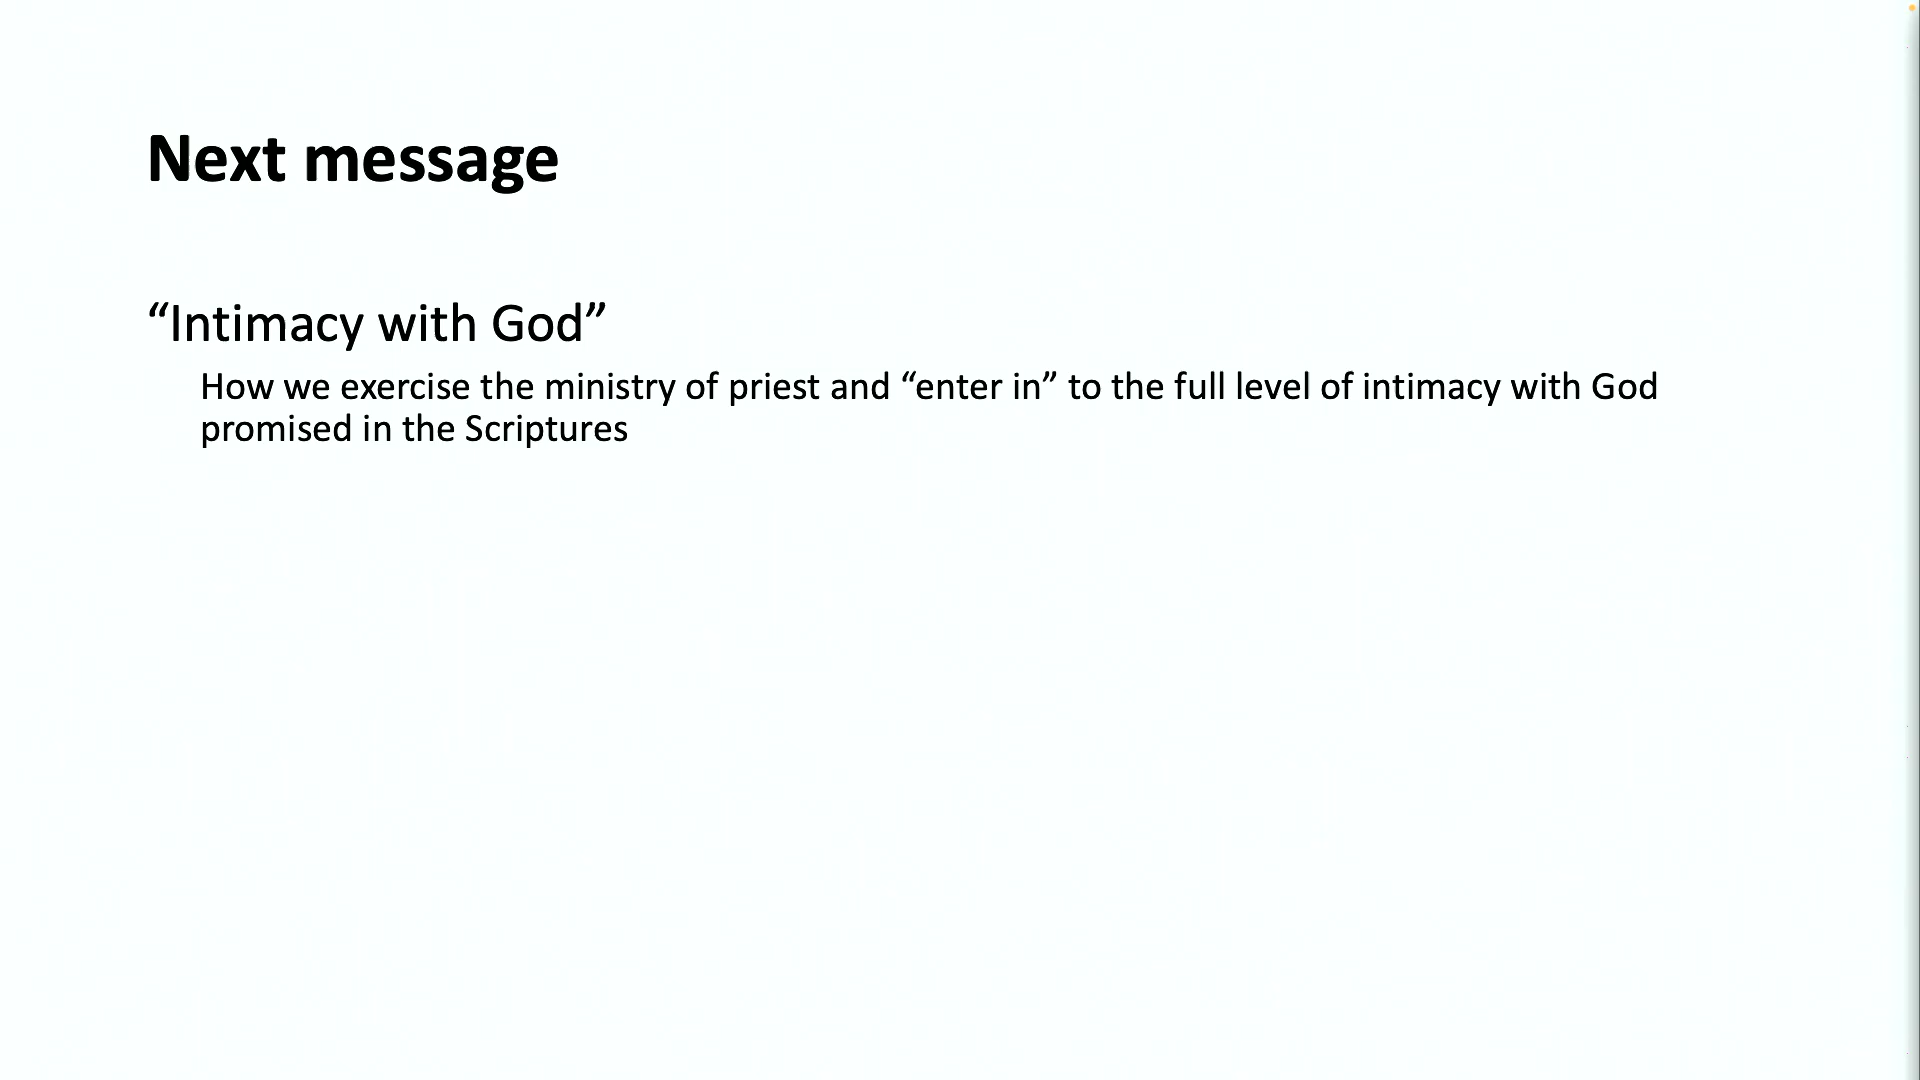 Next message
“Intimacy with God”
How we exercise the ministry of priest and “enter in” to the full level of intimacy with God
promised in the Scriptures